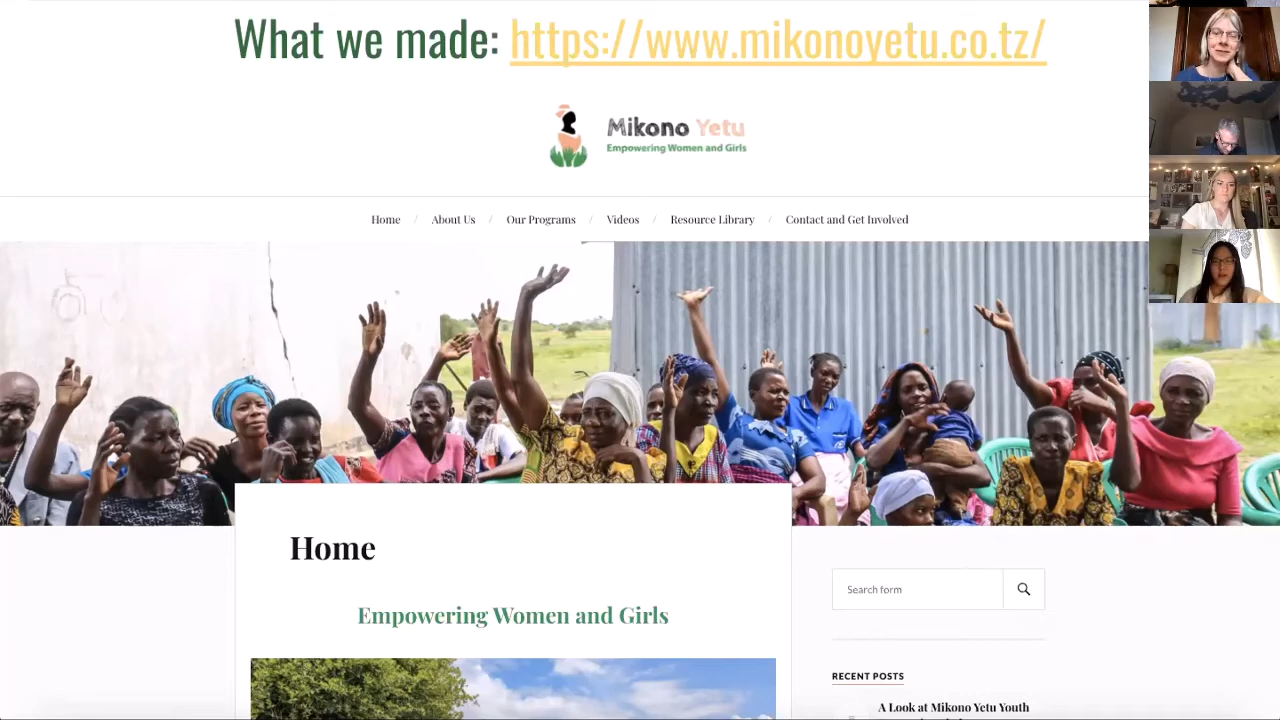 What we made: https://www.mikonoyetu.co.tz/
Mikono Yetu
Empowering Women and Girls
Home / About Us / Our Programs / Videos / Resource Library / Contact and Get Involved
Home
Empowering Women and Girls
Search form
RECENT POSTS
A Look at Mikono Yetu Youth